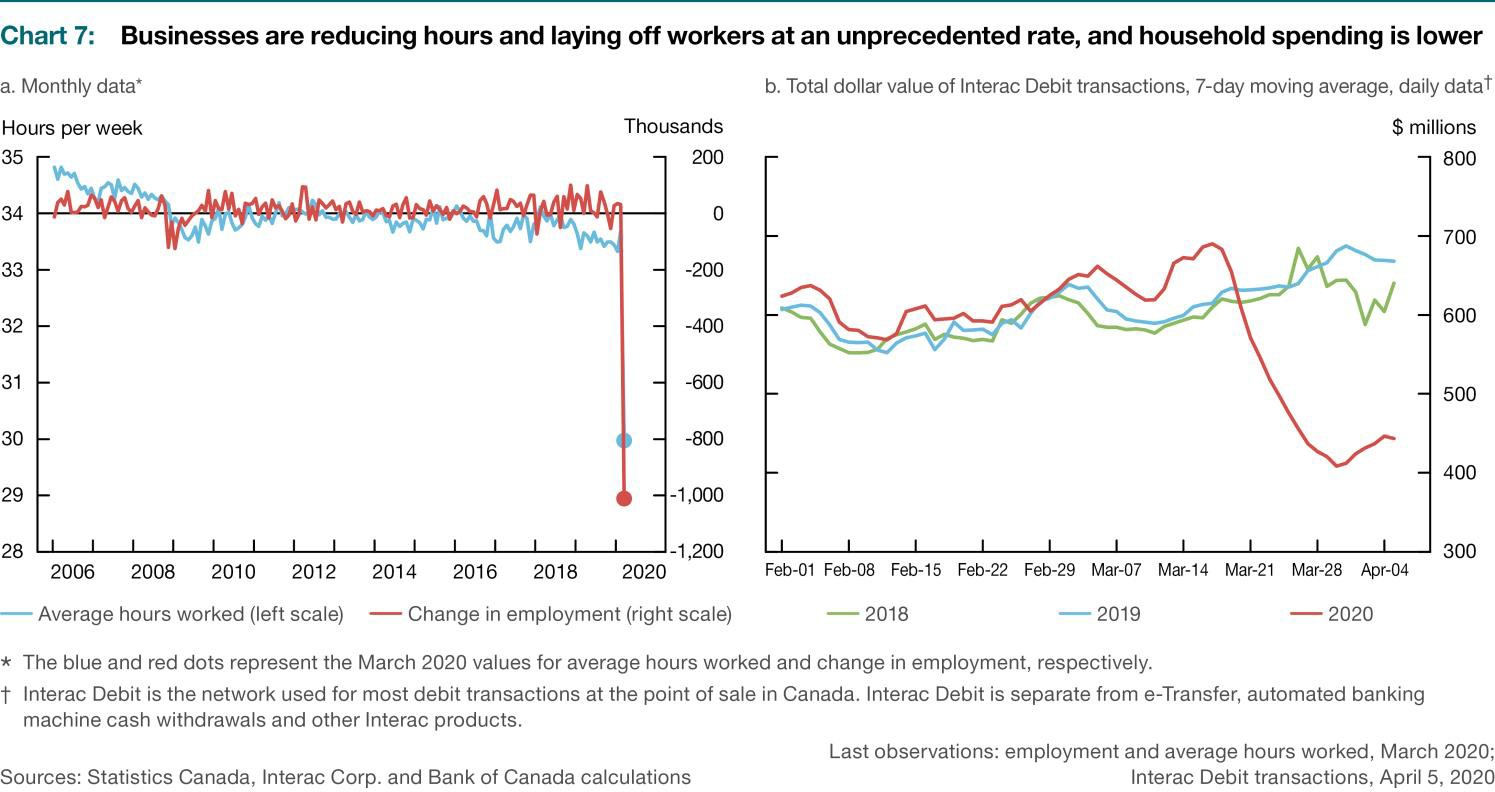 Chart 7: Businesses are reducing hours and laying off workers at an unprecedented rate, and household spending is lower
a. Monthly data*
Hours per week
Thousands
35
34
33
32
31
30
29
28
200
0
-200
-400
-600
-800
-1,000
-1,200
2006 2008 2010 2012 2014 2016 2018 2020
Average hours worked (left scale) Change in employment (right scale)
b. Total dollar value of Interac Debit transactions, 7-day moving average, daily data†
$ millions
800
700
600
500
400
300
Feb-01 Feb-08 Feb-15 Feb-22 Feb-29 Mar-07 Mar-14 Mar-21 Mar-28 Apr-04
2018 2019 2020
* The blue and red dots represent the March 2020 values for average hours worked and change in employment, respectively.
† Interac Debit is the network used for most debit transactions at the point of sale in Canada. Interac Debit is separate from e-Transfer, automated banking
machine cash withdrawals and other Interac products.
Last observations: employment and average hours worked, March 2020;
Sources: Statistics Canada, Interac Corp. and Bank of Canada calculations
Interac Debit transactions, April 5, 2020